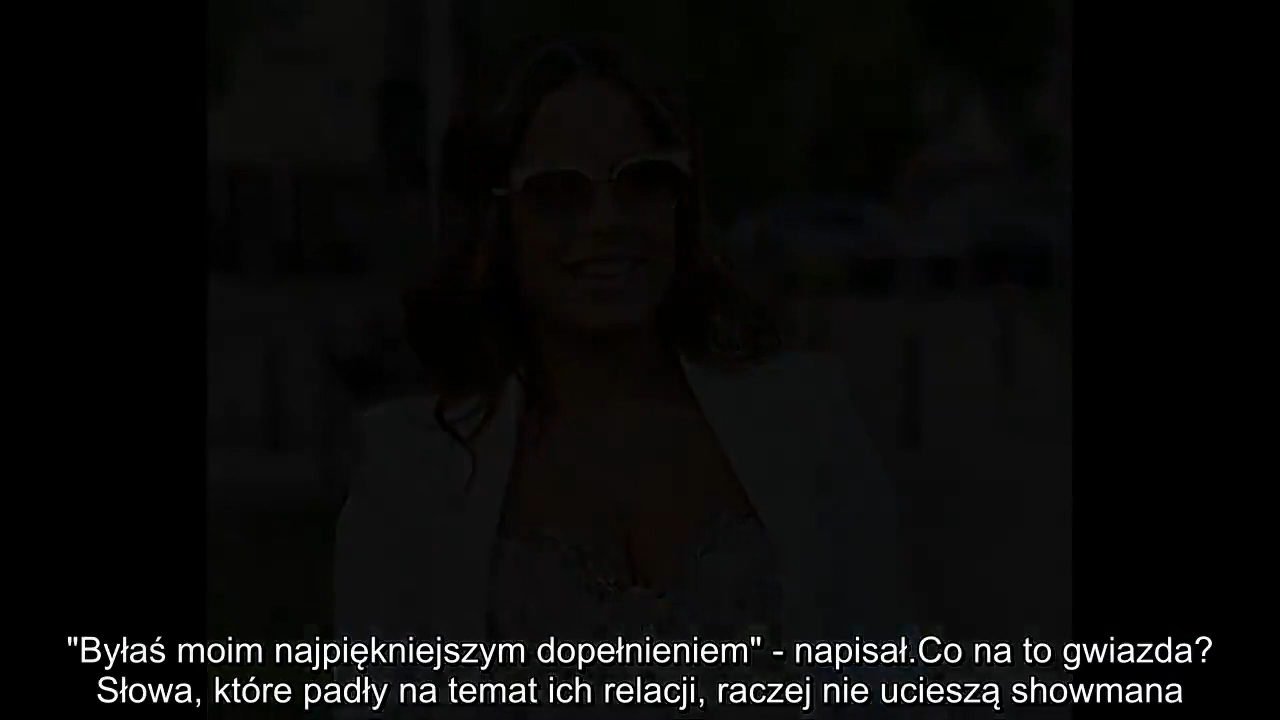 "Byłaś moim najpiękniejszym dopełnieniem" - napisał.Co na to gwiazda?
Słowa, które padły na temat ich relacji, raczej nie ucieszą showmana